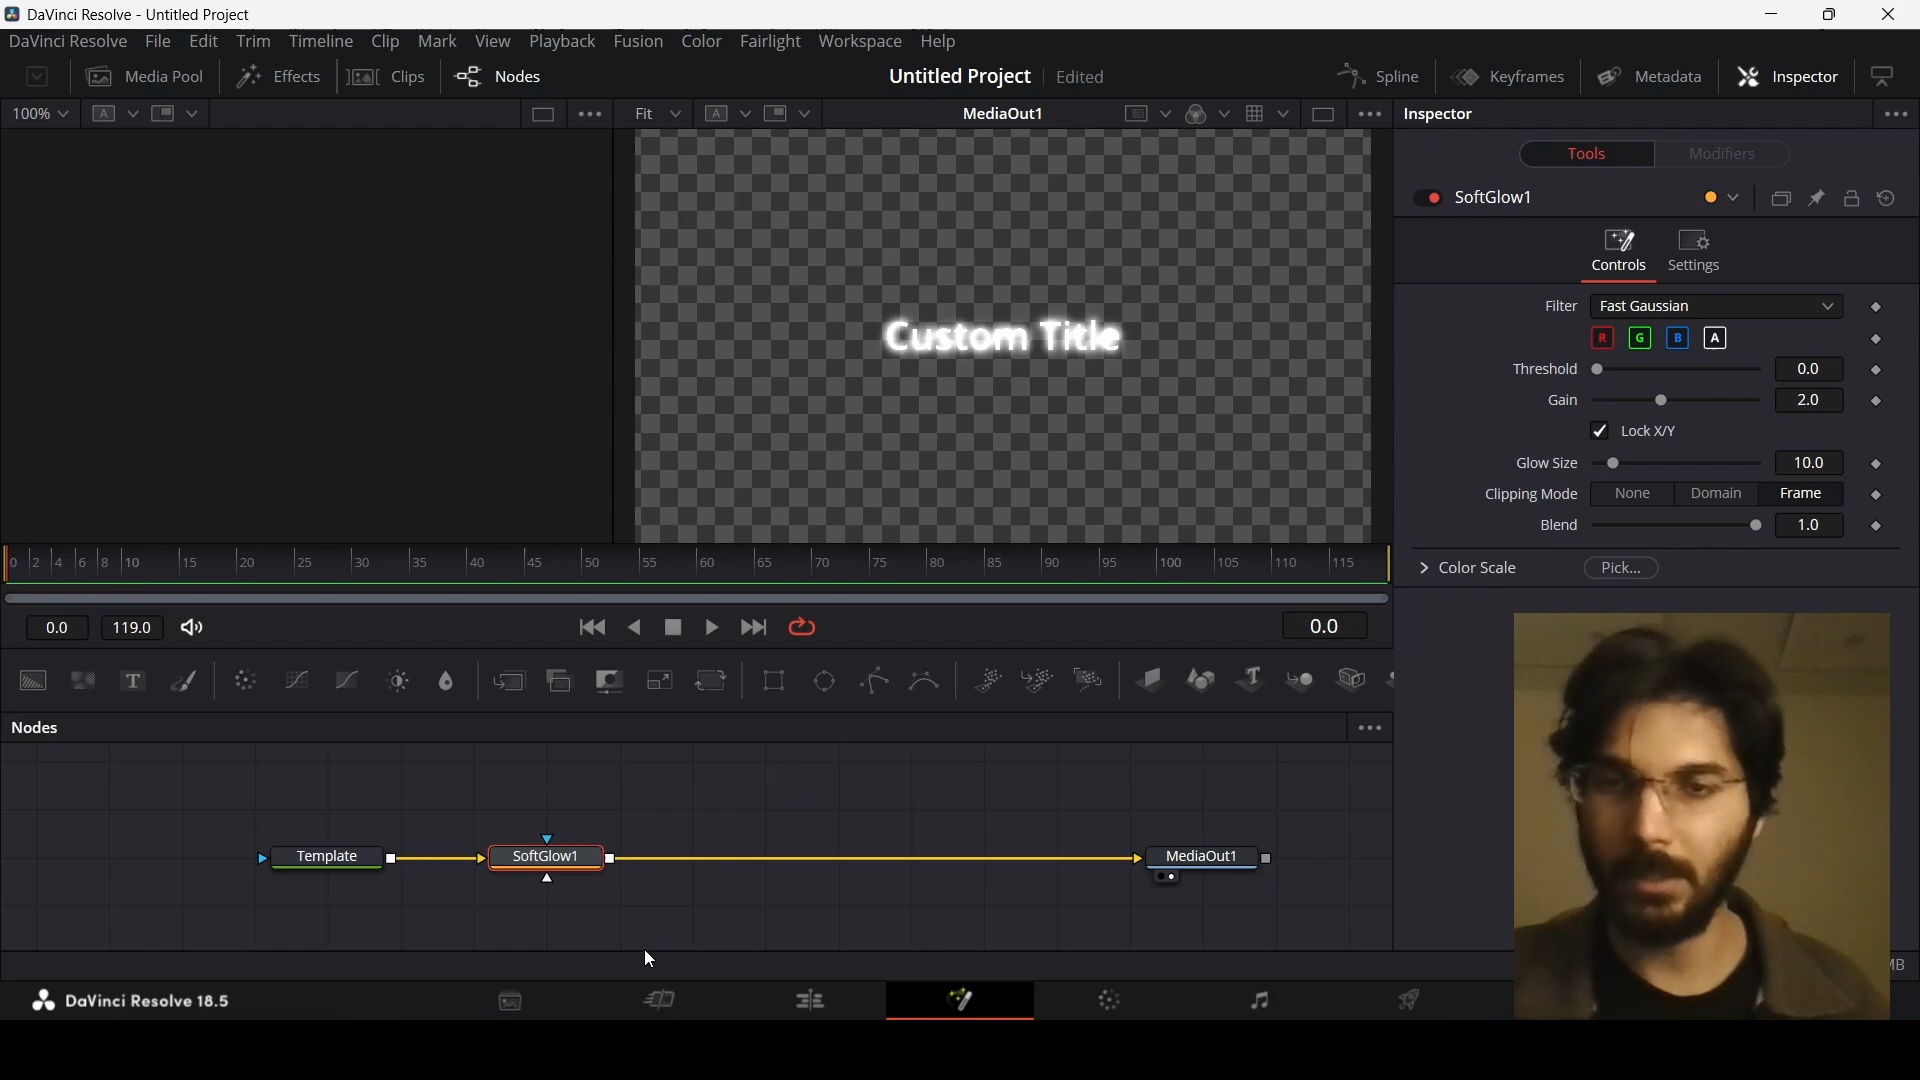 DaVinci Resolve - Untitled Project
DaVinci Resolve File Edit Trim Timeline Clip Mark View Playback Fusion Color Fairlight Workspace Help
Media Pool Effects Clips Nodes Untitled Project Edited Spline Keyframes Metadata Inspector
100% A Fit A MediaOut1 Inspector
Tools Modifiers
SoftGlow1
Controls Settings
Filter Fast Gaussian
R G B A
Threshold 0.0
Gain 2.0
Lock X/Y
Glow Size 10.0
Clipping Mode None Domain Frame
Blend 1.0
Color Scale Pick...
Custom Title
0 2 4 6 8 10 15 20 25 30 35 40 45 50 55 60 65 70 75 80 85 90 95 100 105 110 115
0.0 119.0 0.0
T T
Nodes
Template SoftGlow1 MediaOut1
MB
DaVinci Resolve 18.5